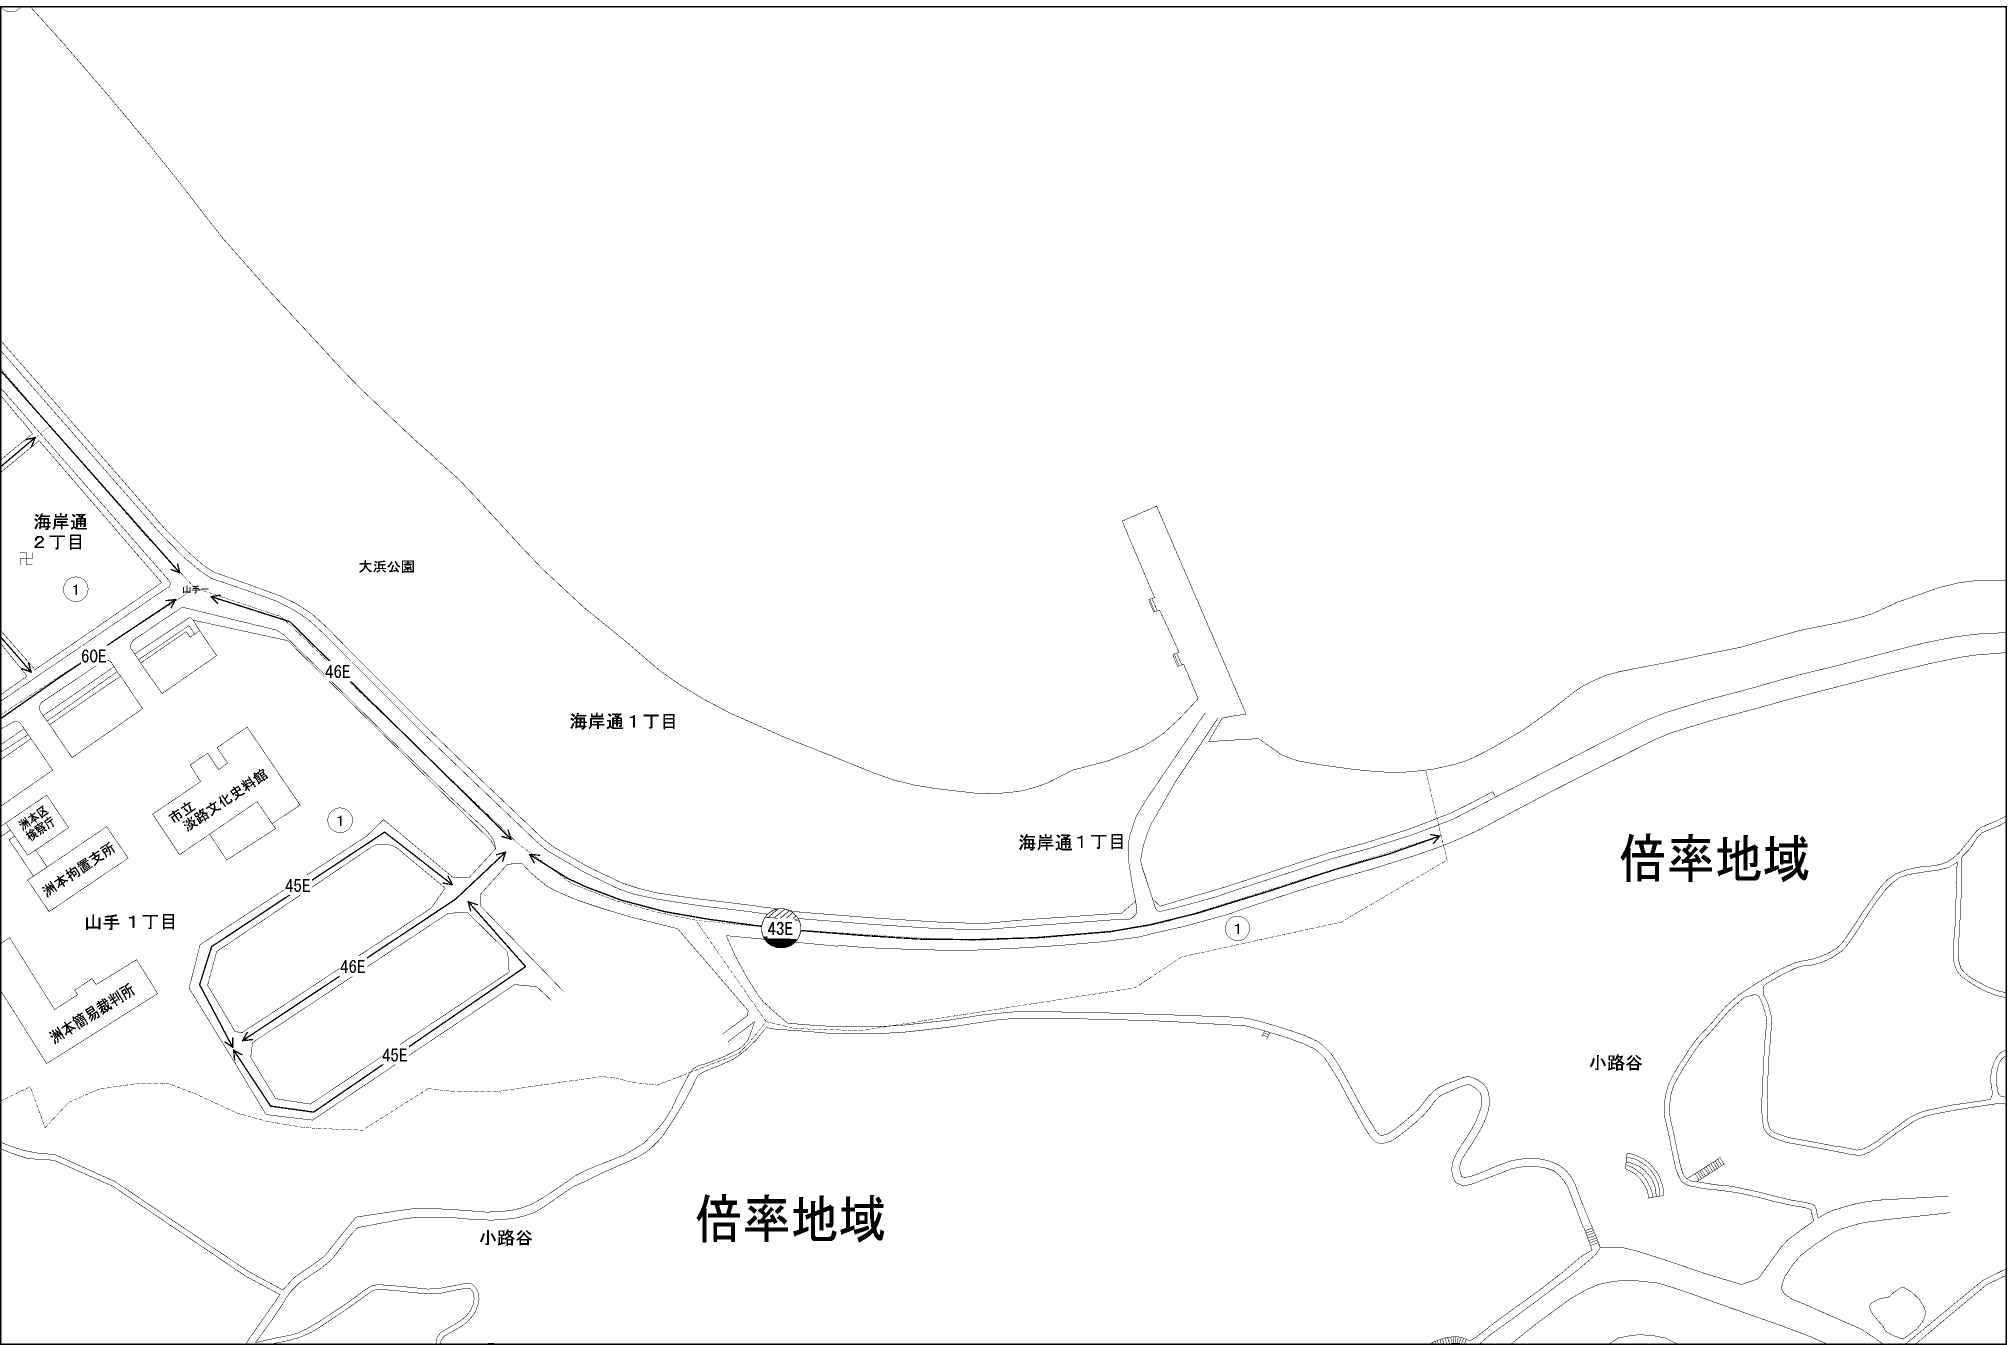 海岸通
２丁目
大浜公園
1
山手一
60E
46E
海岸通１丁目
市立
淡路文化史料館
洲本区
検察庁
1
海岸通１丁目
倍率地域
洲本拘置支所
45E
山手 １丁目
43E
1
46E
洲本簡易裁判所
45E
小路谷
倍率地域
小路谷